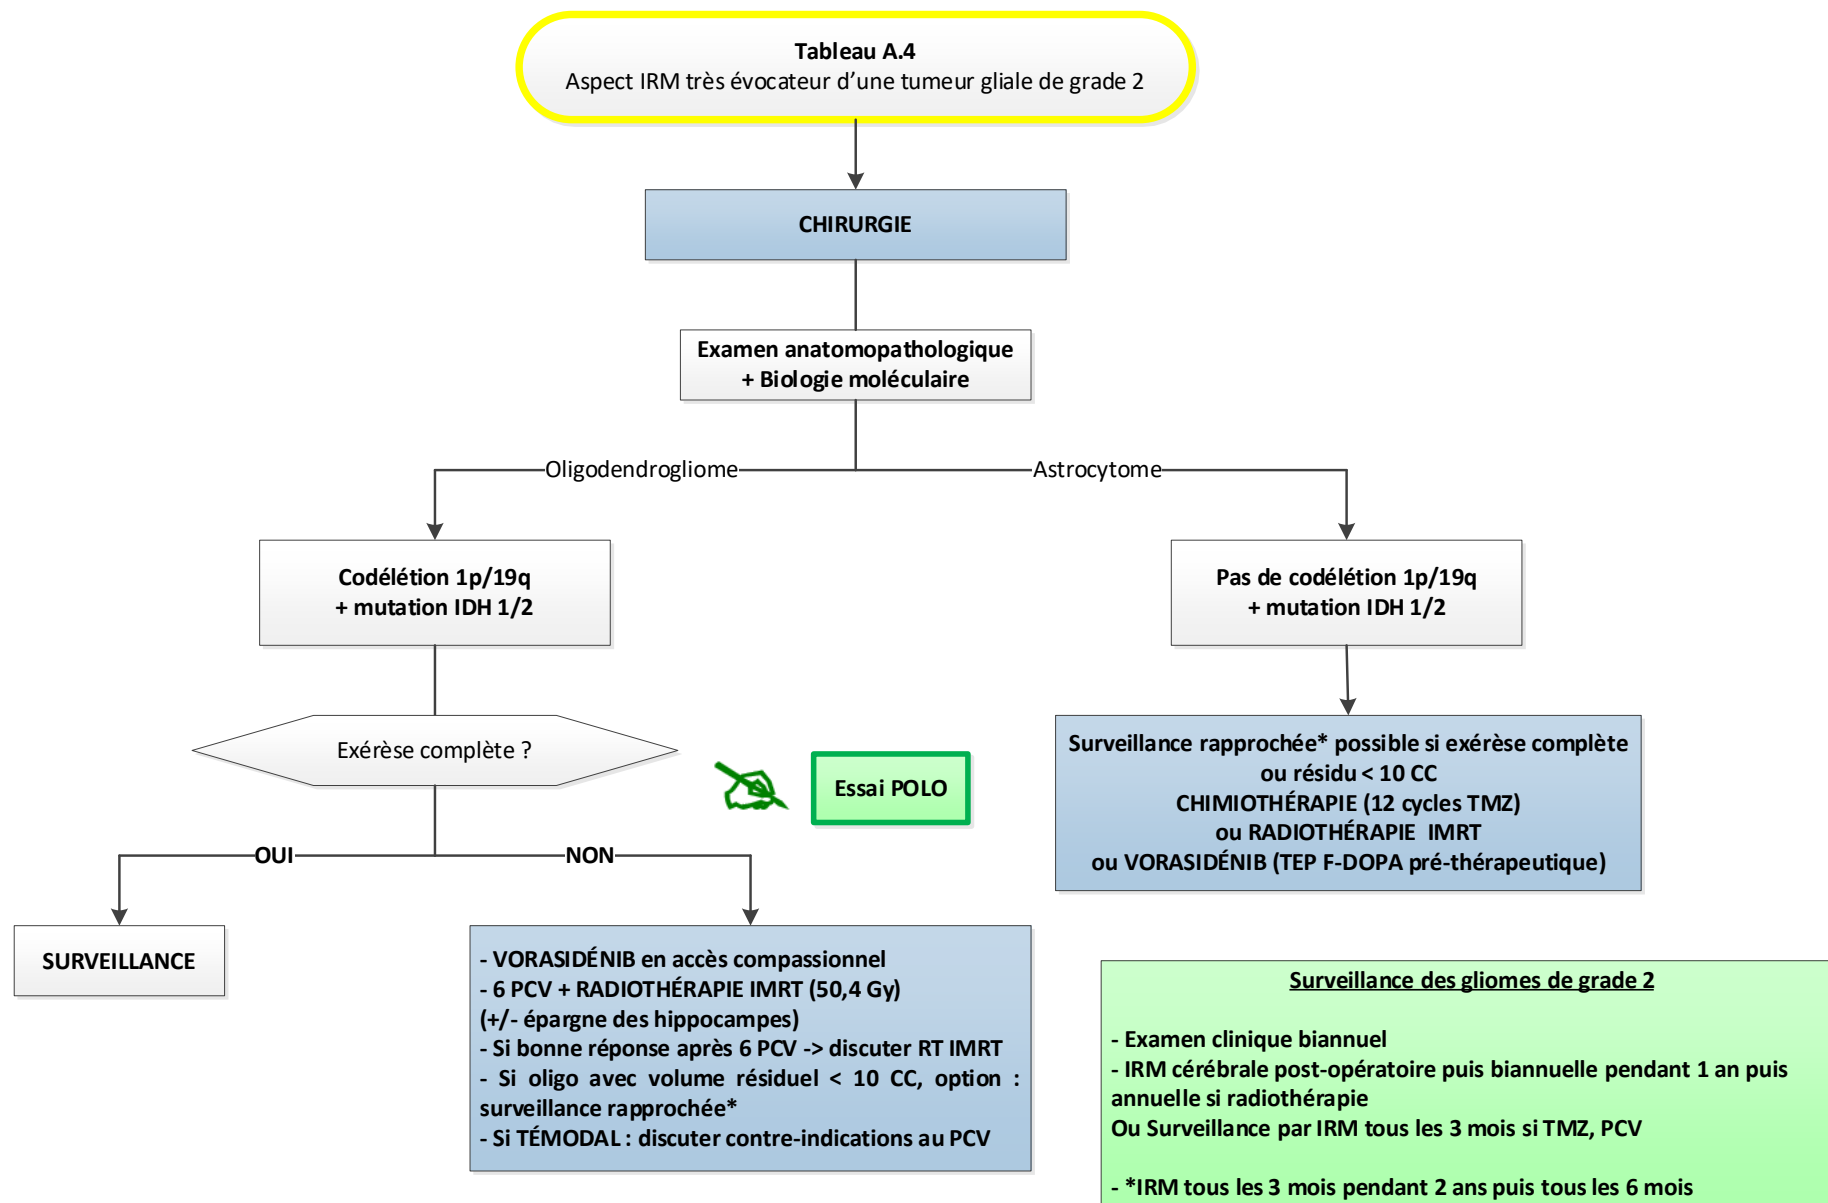 Tableau A.4
Aspect IRM très évocateur d’une tumeur gliale de grade 2
CHIRURGIE
Examen anatomopathologique
+ Biologie moléculaire
Oligodendrogliome
Astrocytome
Codélétion 1p/19q
+ mutation IDH 1/2
Pas de codélétion 1p/19q
+ mutation IDH 1/2
Exérèse complète ?
Essai POLO
Surveillance rapprochée* possible si exérèse complète
ou résidu < 10 CC
CHIMIOTHÉRAPIE (12 cycles TMZ)
ou RADIOTHÉRAPIE IMRT
ou VORASIDÉNIB (TEP F-DOPA pré-thérapeutique)
OUI
NON
SURVEILLANCE
- VORASIDÉNIB en accès compassionnel
- 6 PCV + RADIOTHÉRAPIE IMRT (50,4 Gy)
(+/- épargne des hippocampes)
- Si bonne réponse après 6 PCV -> discuter RT IMRT
- Si oligo avec volume résiduel < 10 CC, option :
surveillance rapprochée*
- Si TÉMODAL : discuter contre-indications au PCV
Surveillance des gliomes de grade 2
- Examen clinique biannuel
- IRM cérébrale post-opératoire puis biannuelle pendant 1 an puis
annuelle si radiothérapie
Ou Surveillance par IRM tous les 3 mois si TMZ, PCV
- *IRM tous les 3 mois pendant 2 ans puis tous les 6 mois